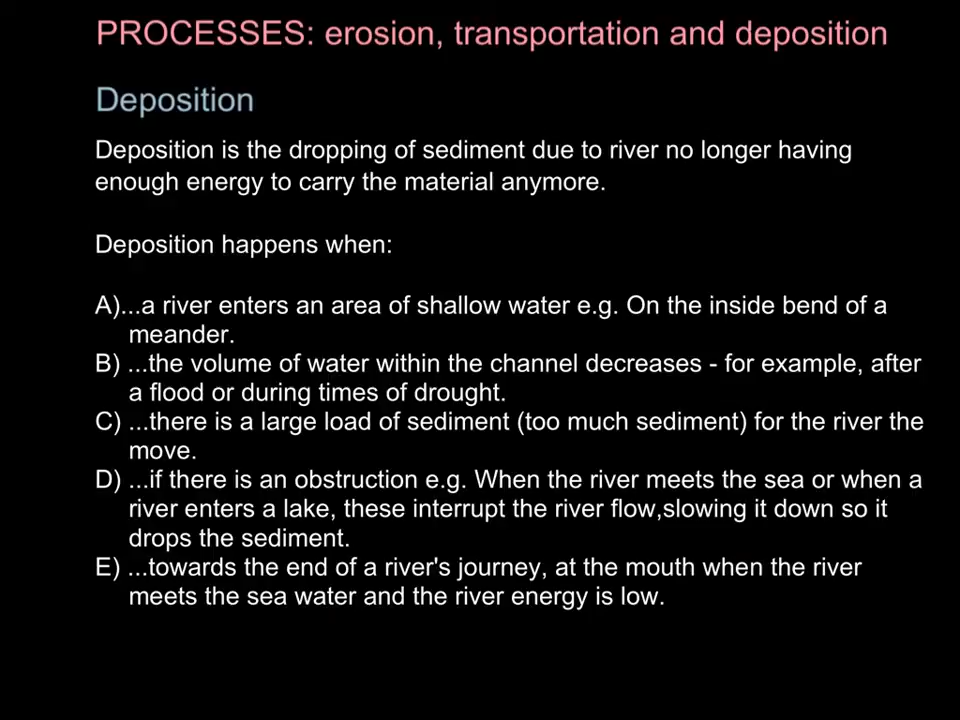 PROCESSES: erosion, transportation and deposition
Deposition
Deposition is the dropping of sediment due to river no longer having
enough energy to carry the material anymore.
Deposition happens when:
A)...a river enters an area of shallow water e.g. On the inside bend of a
meander.
B) ...the volume of water within the channel decreases - for example, after
a flood or during times of drought.
C) ...there is a large load of sediment (too much sediment) for the river the
move.
D) ...if there is an obstruction e.g. When the river meets the sea or when a
river enters a lake, these interrupt the river flow,slowing it down so it
drops the sediment.
E) ...towards the end of a river's journey, at the mouth when the river
meets the sea water and the river energy is low.